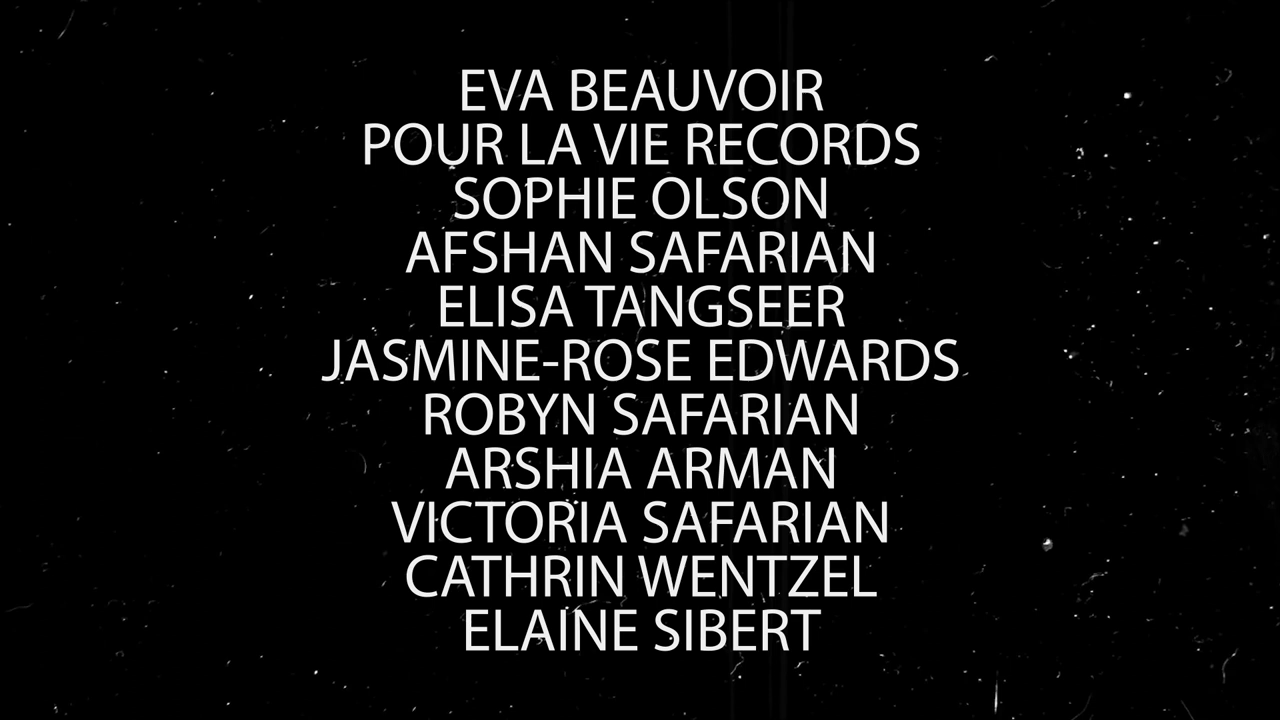 EVA BEAUVOIR
POUR LA VIE RECORDS
SOPHIE OLSON
AFSHAN SAFARIAN
ELISA TANGSEER
JASMINE-ROSE EDWARDS
ROBYN SAFARIAN
ARSHIA ARMAN
VICTORIA SAFARIAN
CATHRIN WENTZEL
ELAINE SIBERT